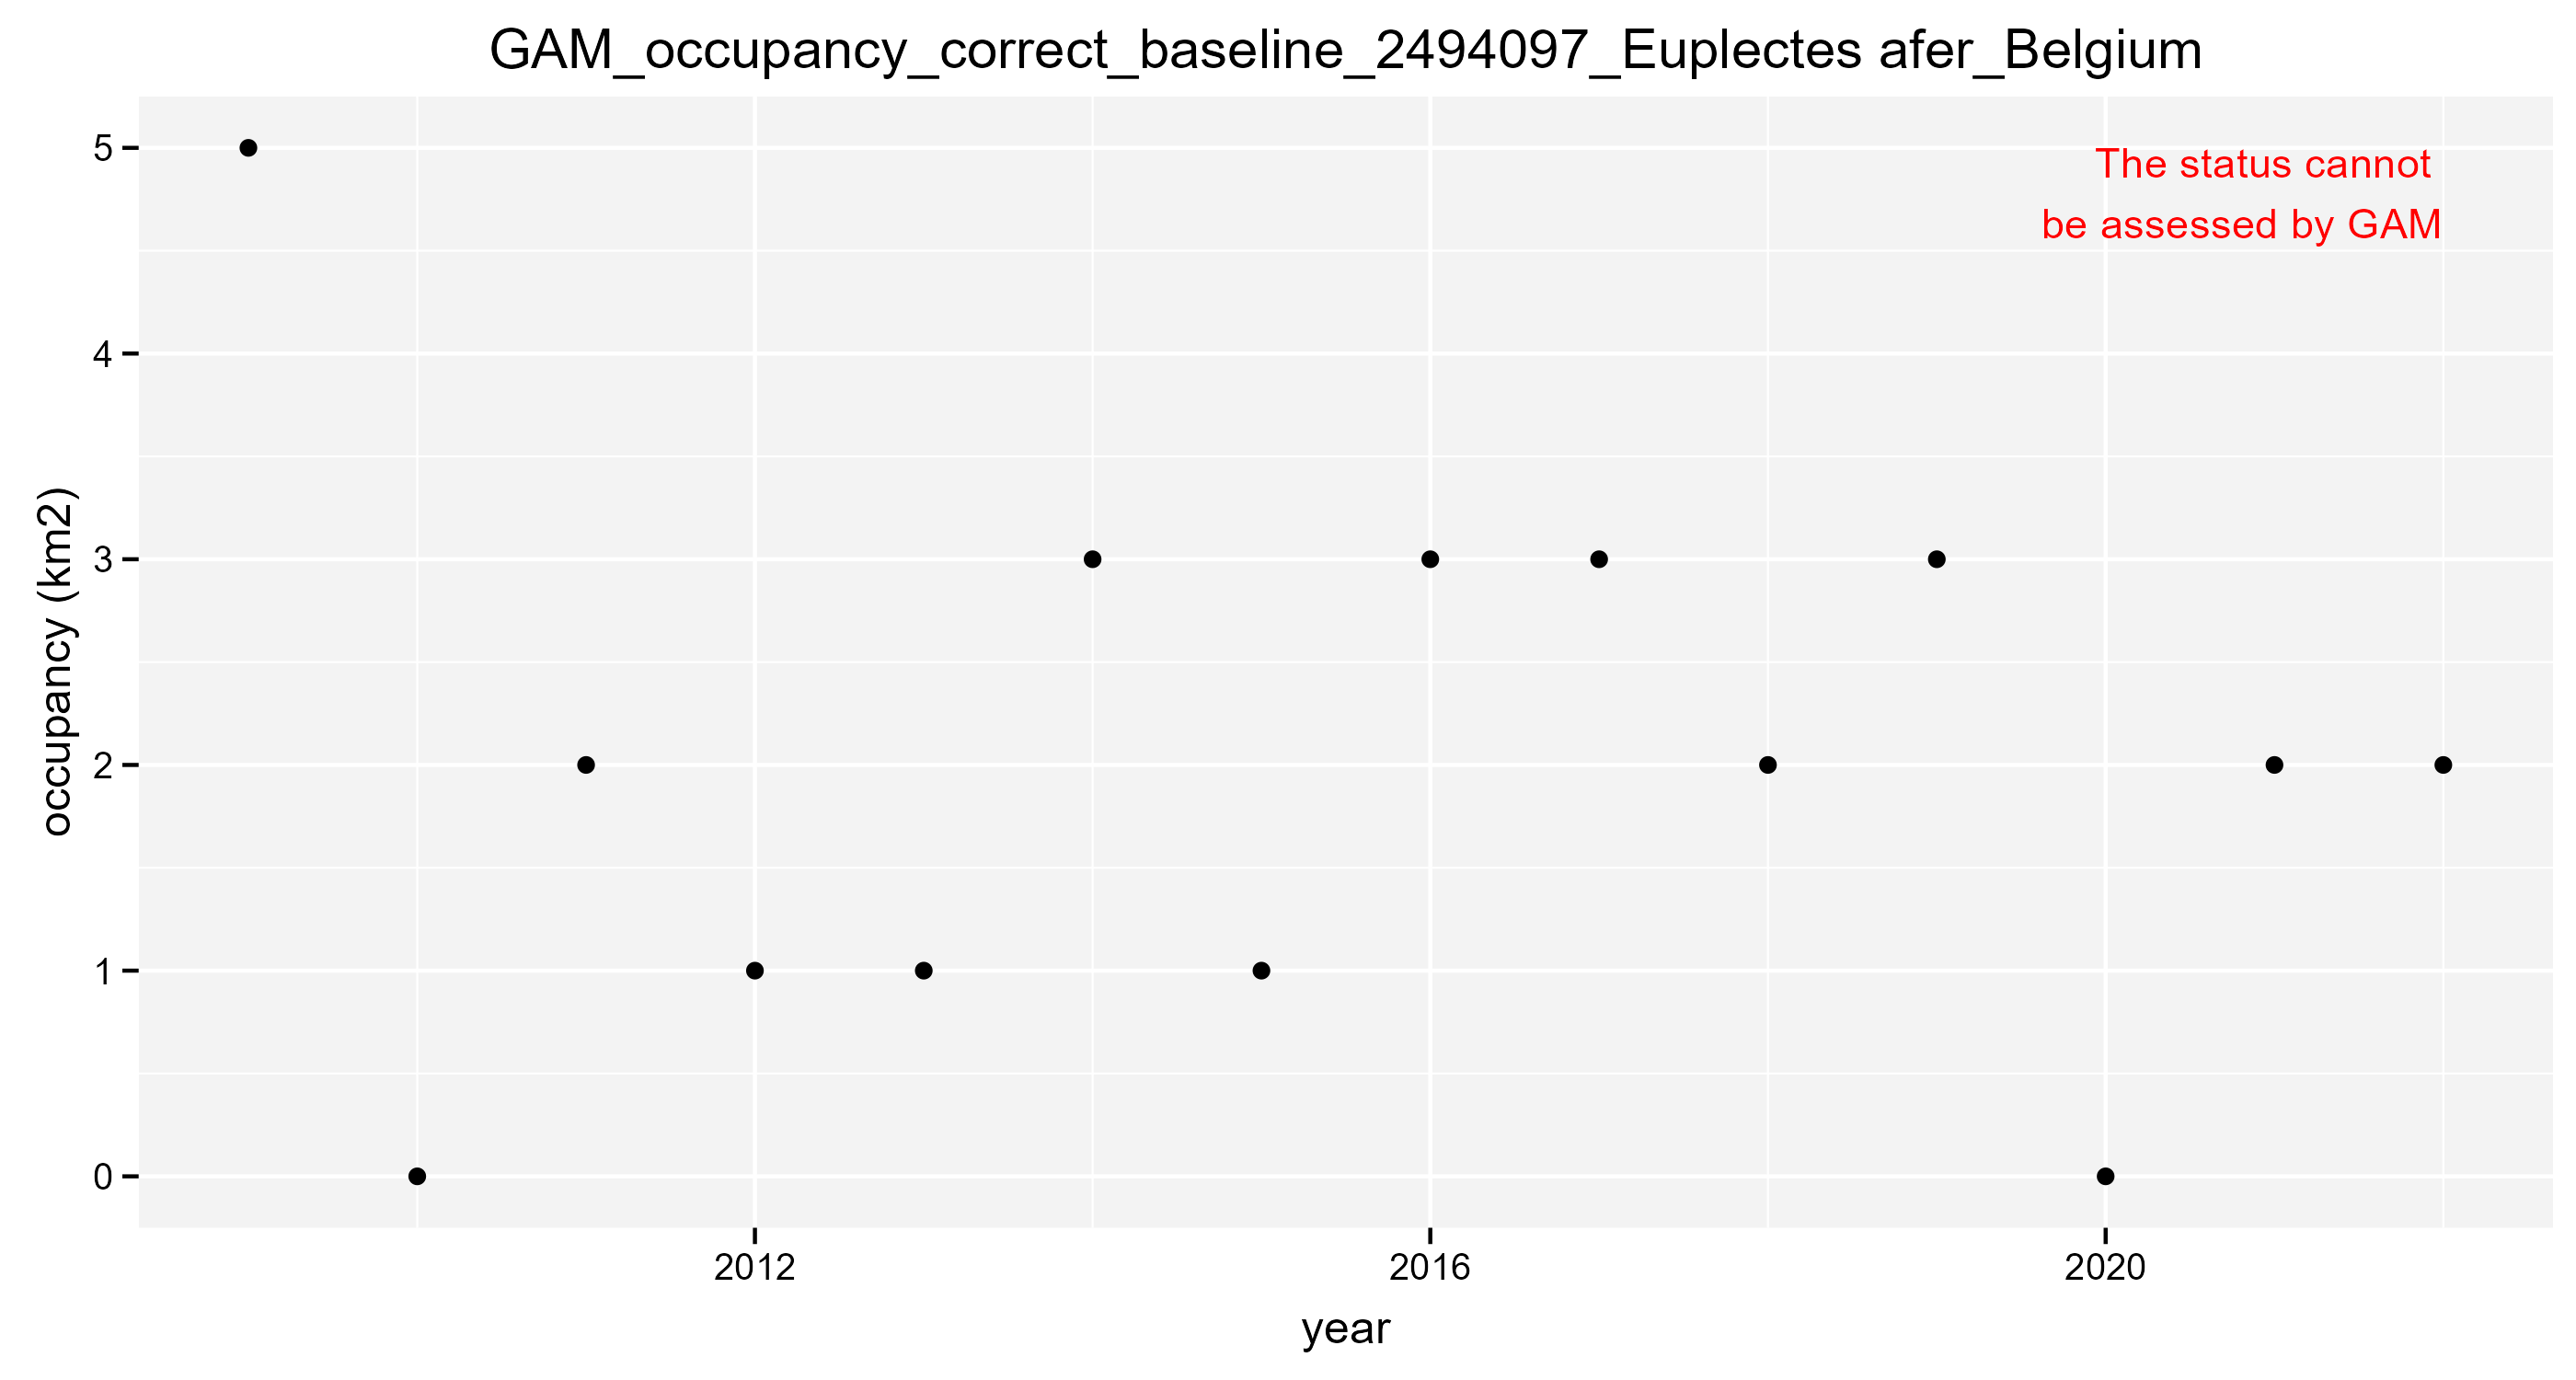 GAM_occupancy_correct_baseline_2494097_Euplectes afer_Belgium
The status cannot
be assessed by GAM
occupancy (km2)
5
4
3
2
1
0
2012
2016
2020
year